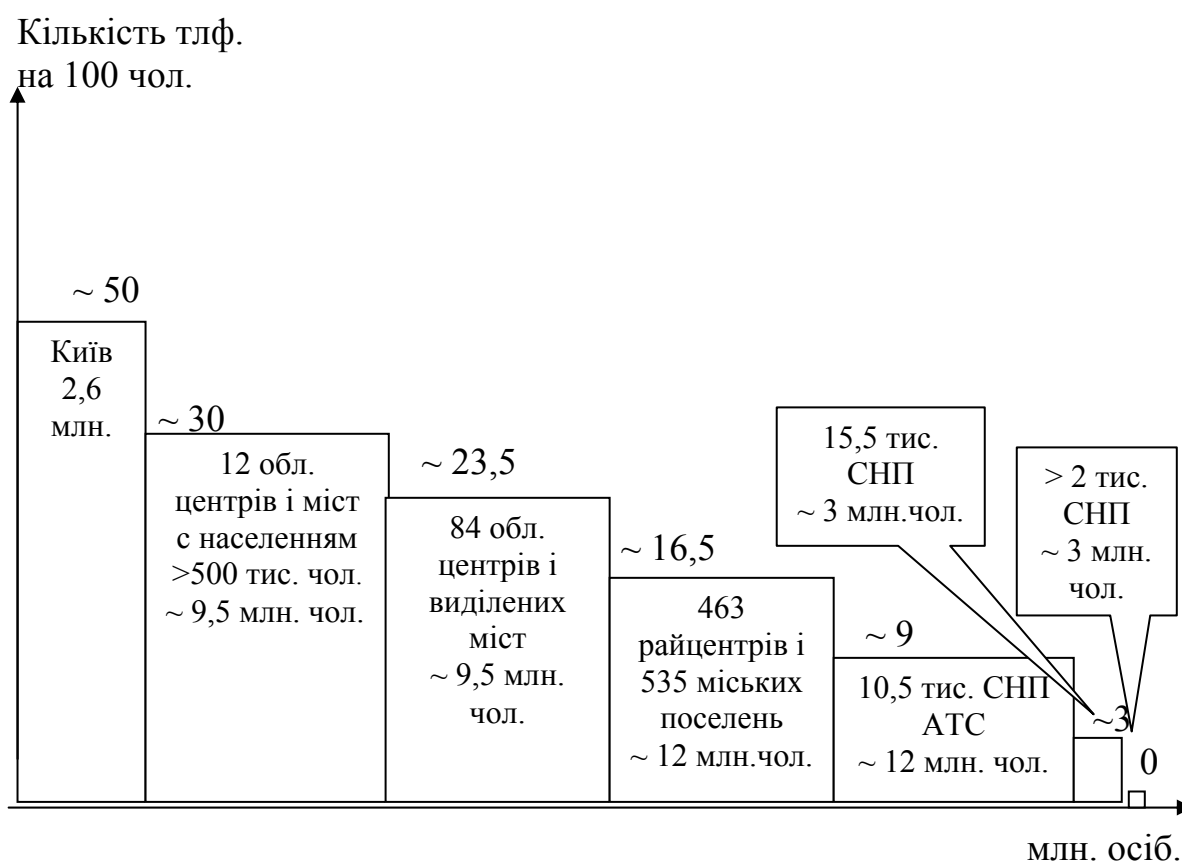 Кількість тлф.
на 100 чол.
~ 50
Київ
2,6
млн.
~ 30
12 обл.
центрів і міст
с населенням
>500 тис. чол.
~ 9,5 млн. чол.
~ 23,5
84 обл.
центрів і
виділених
міст
~ 9,5 млн.
чол.
~ 16,5
463
райцентрів і
535 міських
поселень
~ 12 млн.чол.
~ 9
10,5 тис. СНП
АТС
~ 12 млн. чол.
15,5 тис.
СНП
~ 3 млн.чол.
~3
> 2 тис.
СНП
~ 3 млн.
чол.
0
млн. осіб.